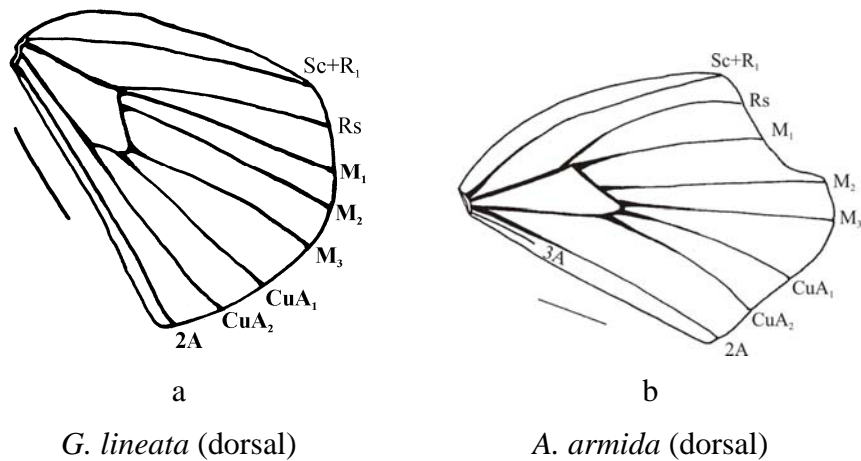 Sc+R₁
Rs
M₁
M₂
M₃
CuA₁
CuA₂
2A
a
G. lineata (dorsal)
Sc+R₁
Rs
M₁
M₂
M₃
3A
CuA₁
CuA₂
2A
b
A. armida (dorsal)